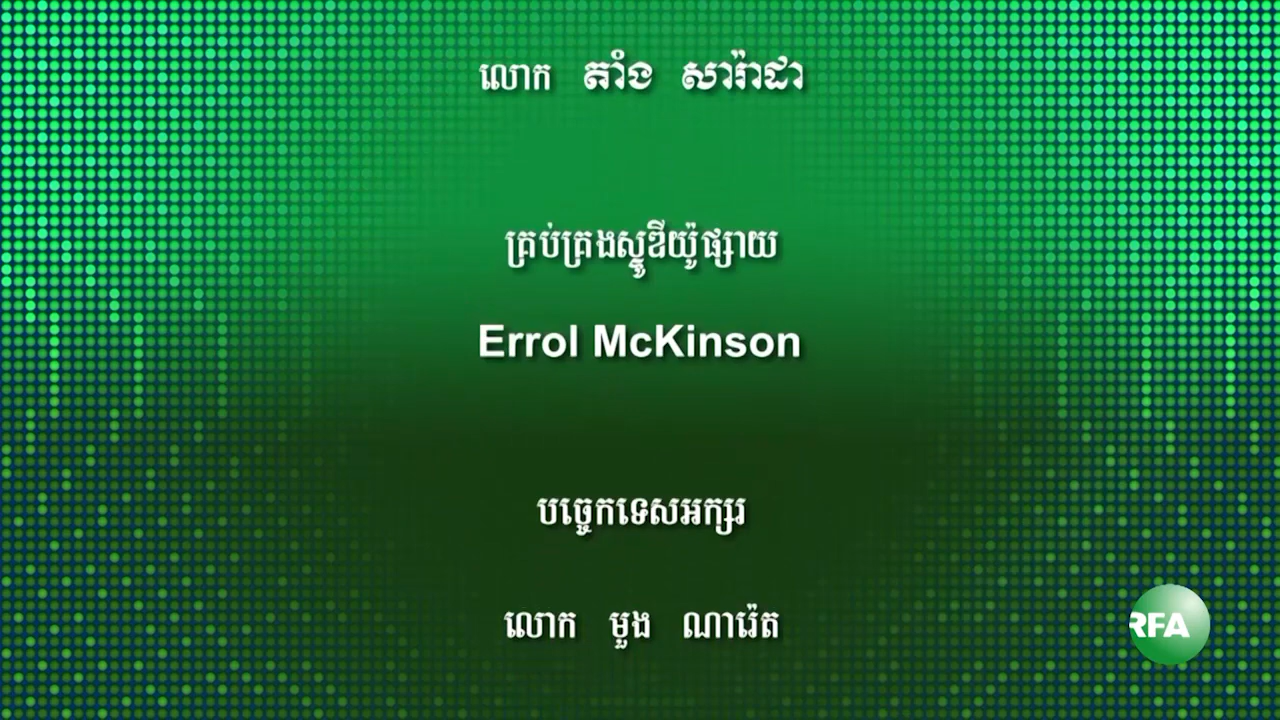 លោក តាំង សារ៉ាដា
គ្រប់គ្រងស្ទូឌីយ៉ូផ្សាយ
Errol McKinson
បច្ចេកទេសអក្សរ
លោក មួង ណារ៉េត
RFA